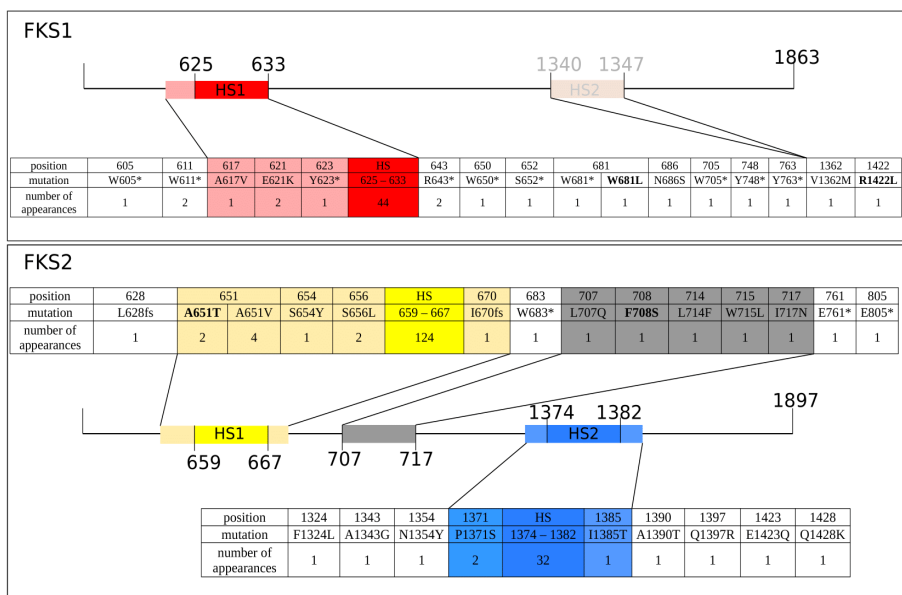 FKS1
625 633 1340 1347 1863
HS1 HS2
position 605 611 617 621 623 HS 643 650 652 681 686 705 748 763 1362 1422
mutation W605* W611* A617V E621K Y623* 625 – 633 R643* W650* S652* W681* W681L N686S W705* Y748* Y763* V1362M R1422L
number of appearances 1 2 1 2 1 44 2 1 1 1 1 1 1 1 1 1 1
FKS2
position 628 651 654 656 HS 670 683 707 708 714 715 717 761 805
mutation L628fs A651T A651V S654Y S656L 659 – 667 I670fs W683* L707Q F708S L714F W715L I717N E761* E805*
number of appearances 1 2 4 1 2 124 1 1 1 1 1 1 1 1 1
1374 1382 1897
HS1 HS2
659 667 707 717
position 1324 1343 1354 1371 HS 1385 1390 1397 1423 1428
mutation F1324L A1343G N1354Y P1371S 1374 – 1382 I1385T A1390T Q1397R E1423Q Q1428K
number of appearances 1 1 1 2 32 1 1 1 1 1